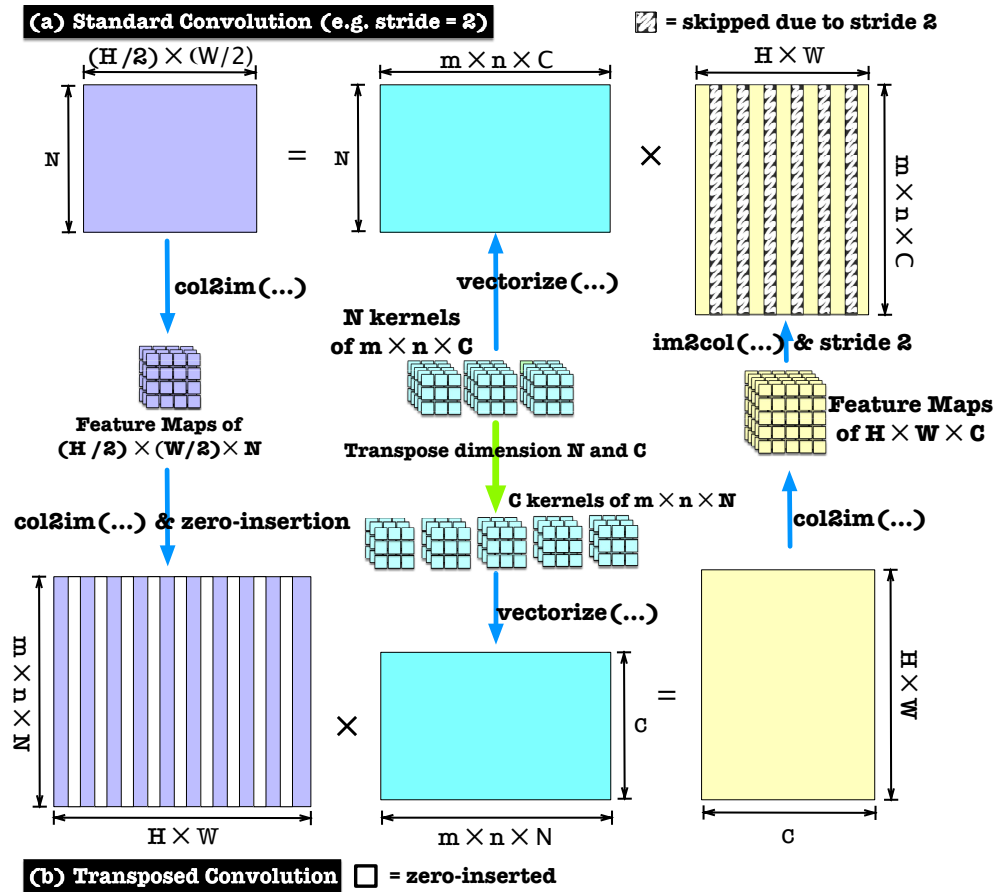 (a) Standard Convolution (e.g. stride = 2)
= skipped due to stride 2
(H/2) × (W/2)
m × n × C
H × W
N
=
N
×
m × n × C
col2im(...)
vectorize(...)
N kernels
of m × n × C
im2col(...) & stride 2
Feature Maps of
(H/2) × (W/2) × N
Transpose dimension N and C
Feature Maps
of H × W × C
C kernels of m × n × N
col2im(...) & zero-insertion
col2im(...)
vectorize(...)
m × n × N
×
C
=
H × W
H × W
m × n × N
C
(b) Transposed Convolution
= zero-inserted